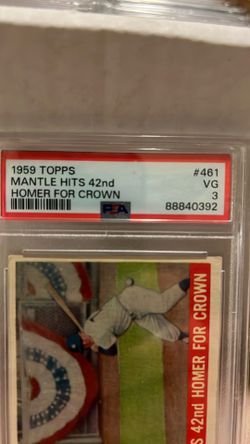 1959 TOPPS #461
MANTLE HITS 42nd VG
HOMER FOR CROWN 3
PSA 88840392
S 42nd HOMER FOR CROWN